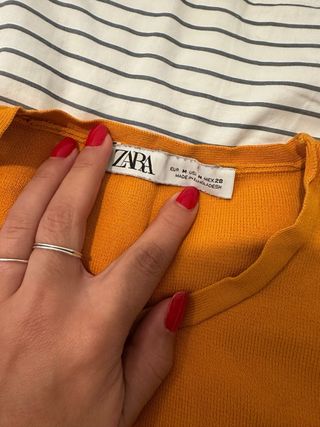 ZARA
EUR M USA M MEX 28
MADE IN BANGLADESH